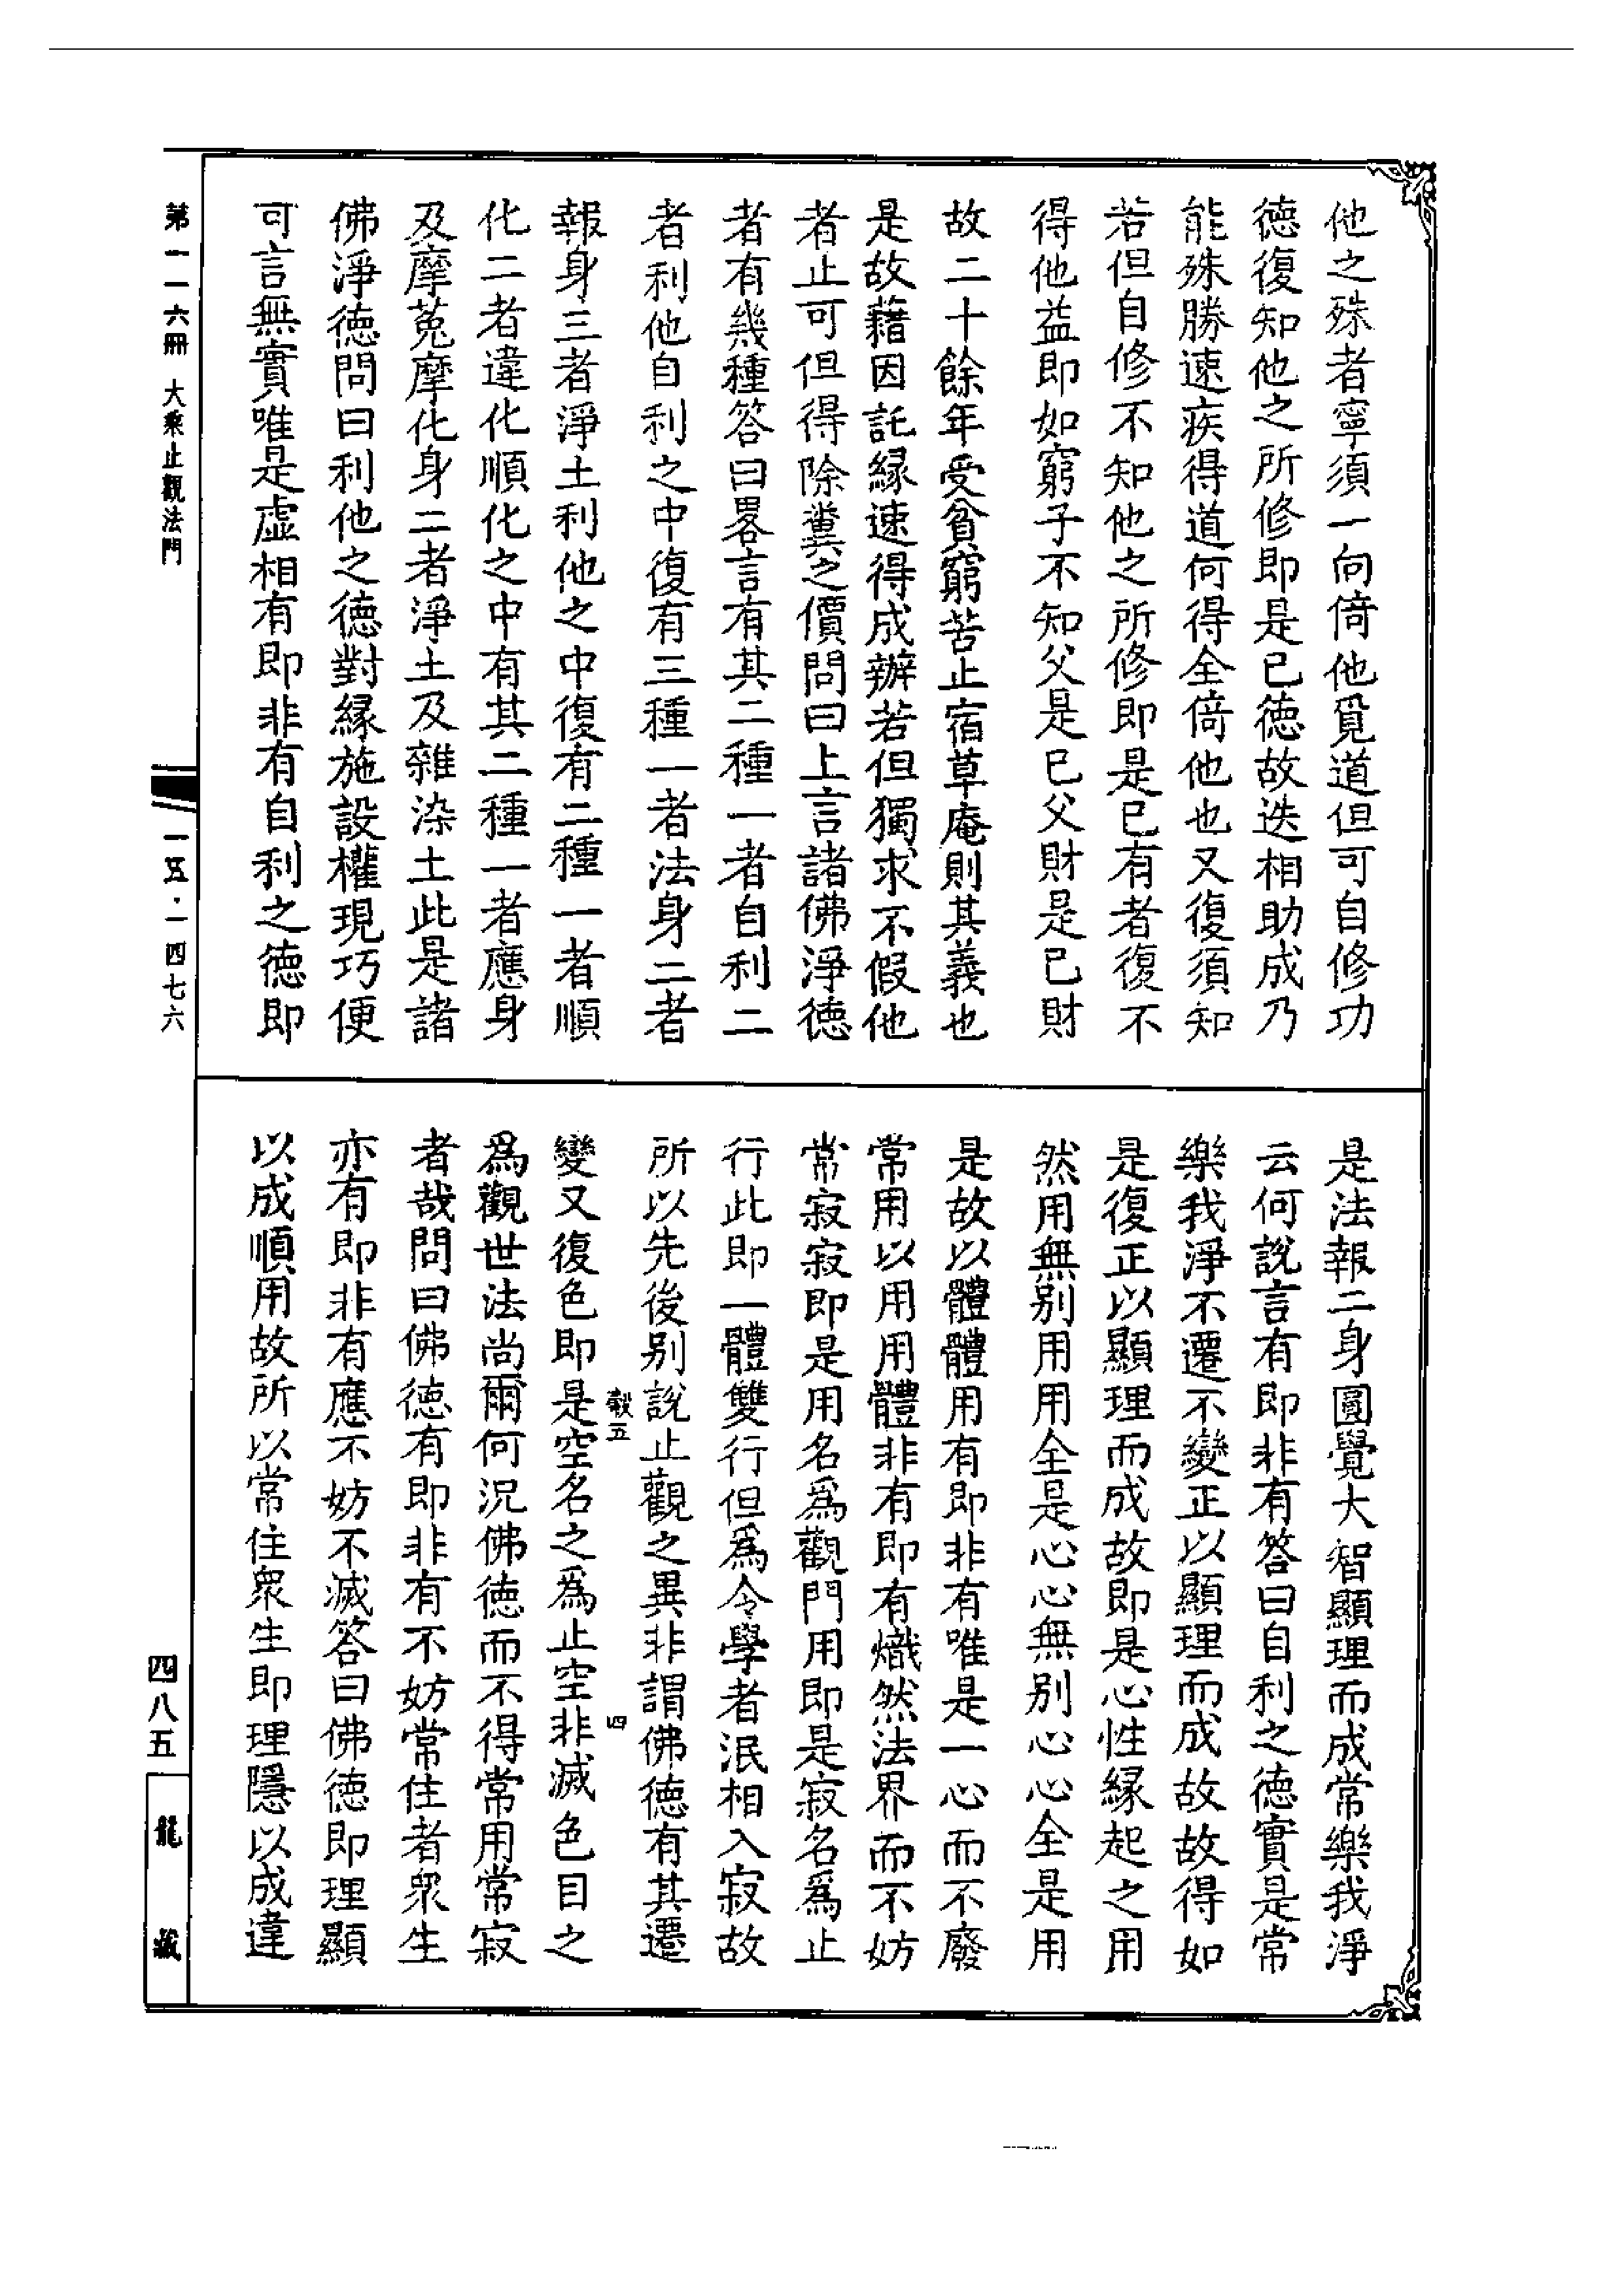 他之殊者寧須一向倚他覓道但可自修功
德復知他之所修即是已德故迭相助成乃
能殊勝速疾得道何得全倚他也又復須知
若但自修不知他之所修即是已有者復不
得他益即如窮子不知父是已父財是已財
故二十餘年受貧窮苦止宿草庵則其義也
是故藉因託緣速得成辦若但獨求不假他
者止可但得除糞之價問曰上言諸佛淨德
者有幾種答曰畧言有其二種一者自利二
者利他自利之中復有三種一者法身二者
報身三者淨土利他之中復有二種一者順
化二者違化順化之中有其二種一者應身
及摩菟摩化身二者淨土及雜染土此是諸
佛淨德問曰利他之德對緣施設權現巧便
可言無實唯是虛相有即非有自利之德即
是法報二身圓覺大智顯理而成常樂我淨
云何說言有即非有答曰自利之德實是常
樂我淨不遷不變正以顯理而成故故得如
是復正以顯理而成故即是心性緣起之用
然用無別用用全是心心無別心心全是用
是故以體體用有即非有唯是一心而不廢
常用以用用體非有即有熾然法界而不妨
常寂寂即是用名爲觀門用即是寂名爲止
行此即一體雙行但爲令學者泯相入寂故
所以先後別說止觀之異非謂佛德有其遷
縠五
四
變又復色即是空名之爲止空非滅色目之
爲觀世法尚爾何況佛德而不得常用常寂
者哉問曰佛德有即非有不妨常住者眾生
亦有即非有應不妨不滅答曰佛德即理顯
以成順用故所以常住眾生即理隱以成違
第一一六冊 大乘止觀法門
一五·一四七六
四八五
龍藏